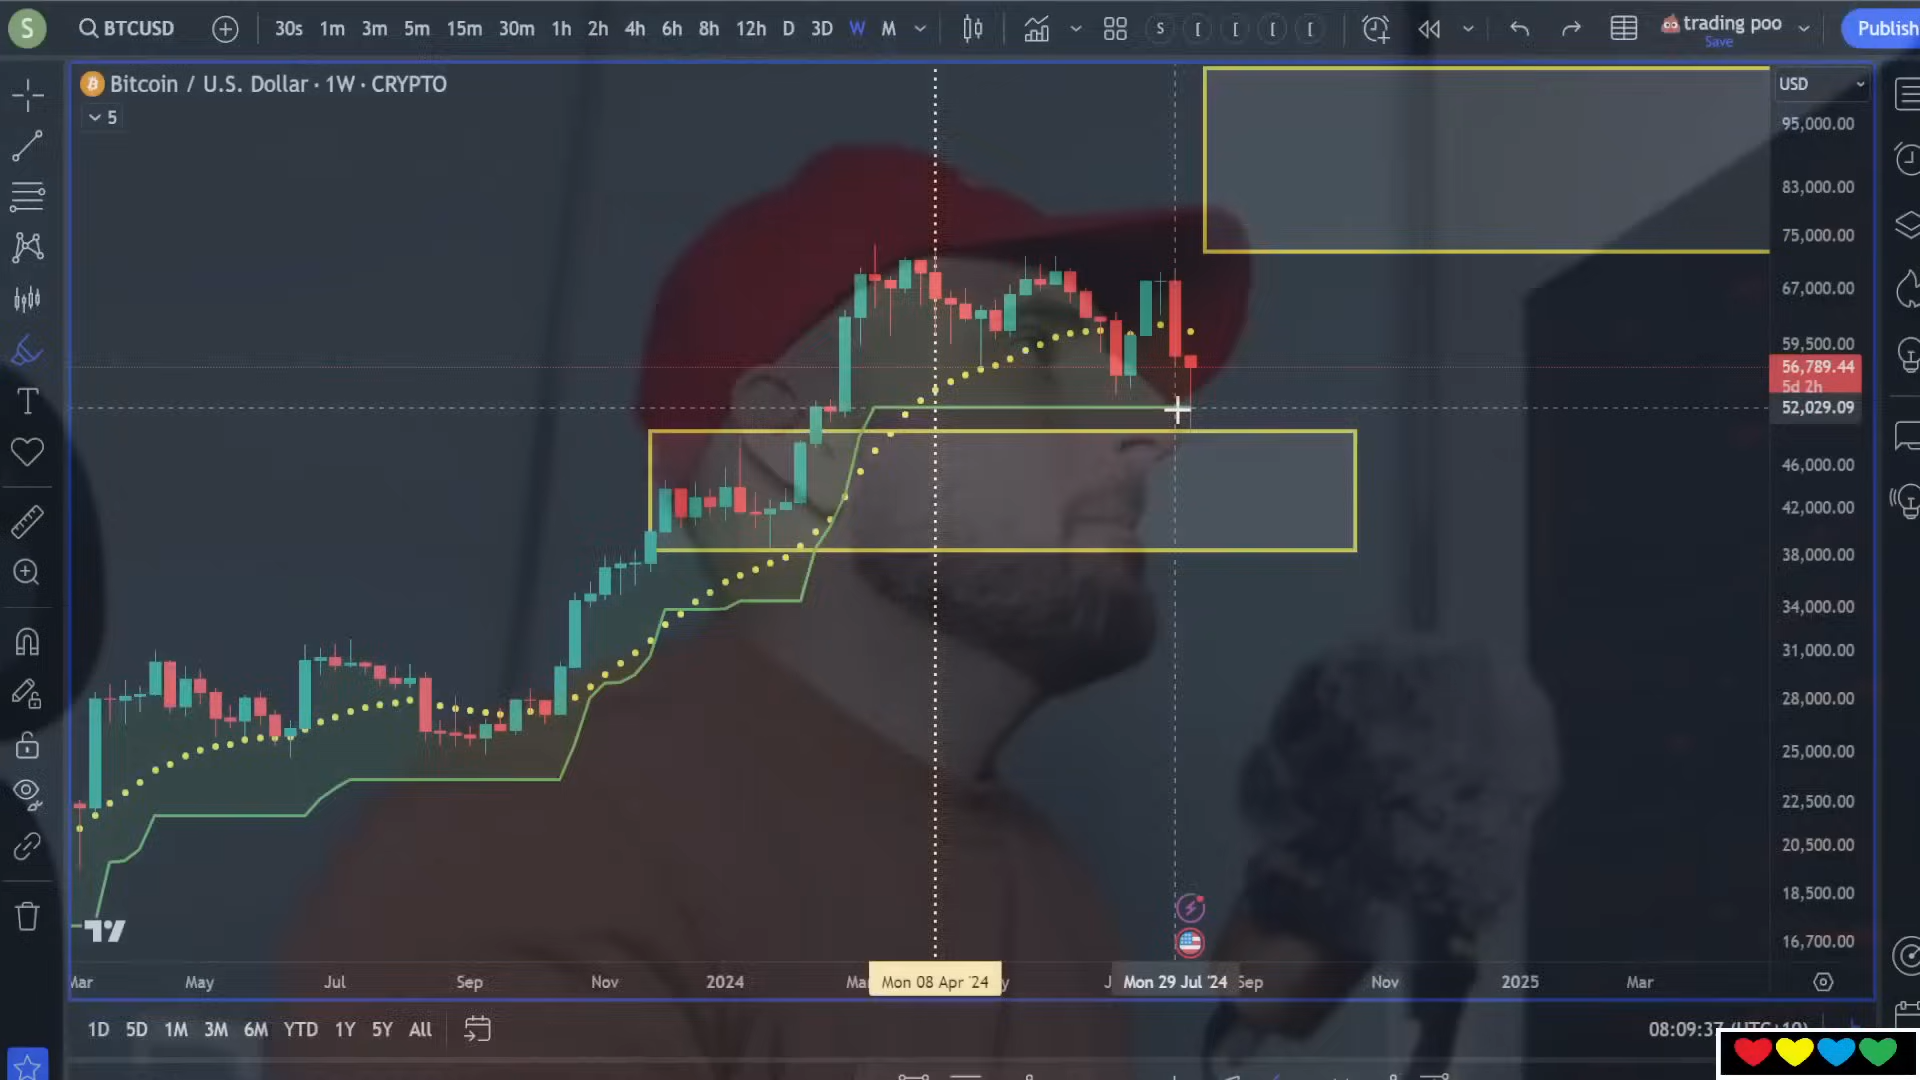 S
BTCUSD
30s 1m 3m 5m 15m 30m 1h 2h 4h 6h 8h 12h D 3D W M
S [ [ [ [
trading poo
Save
Publish
Bitcoin / U.S. Dollar · 1W · CRYPTO
5
USD
95,000.00
83,000.00
75,000.00
67,000.00
59,500.00
56,789.44
5d 2h
52,029.09
46,000.00
42,000.00
38,000.00
34,000.00
31,000.00
28,000.00
25,000.00
22,500.00
20,500.00
18,500.00
16,700.00
Mar May Jul Sep Nov 2024 Ma Mon 08 Apr '24 y J Mon 29 Jul '24 Sep Nov 2025 Mar
1D 5D 1M 3M 6M YTD 1Y 5Y All
08:09:37